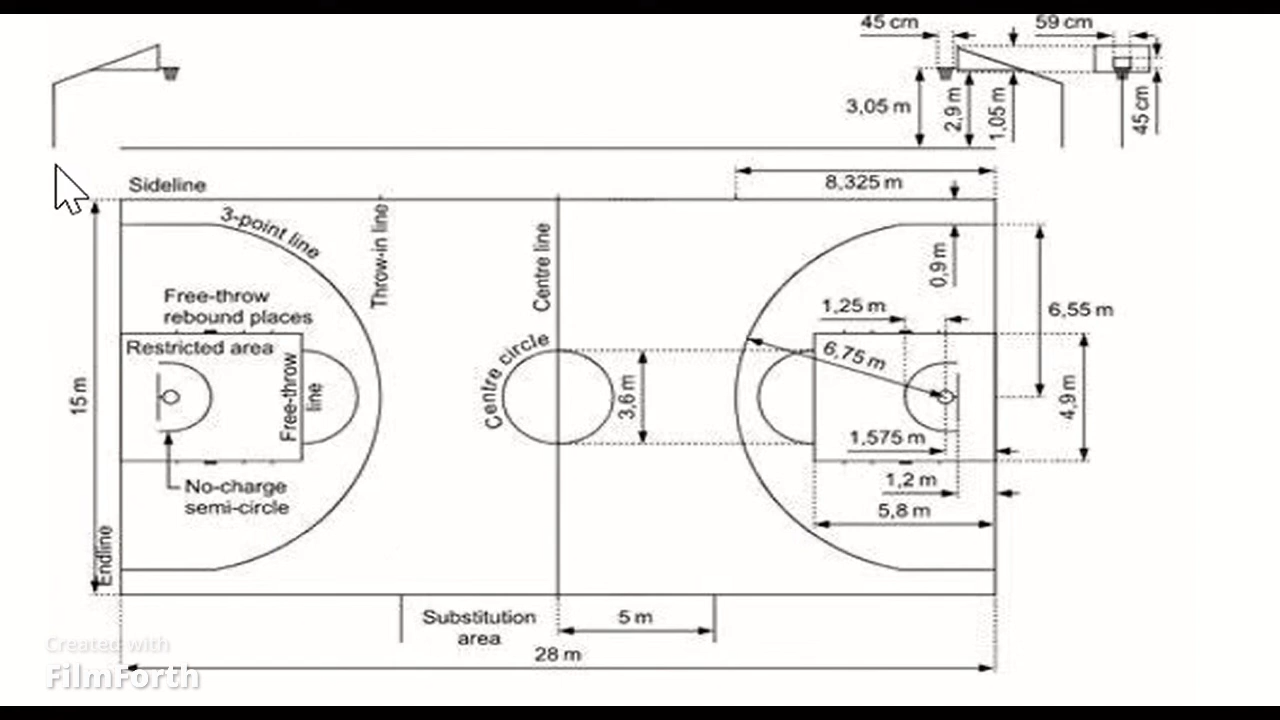 45 cm
59 cm
3,05 m
2,9 m
1,05 m
45 cm
8,325 m
Sideline
3-point line
Throw-in line
Centre line
0,9 m
Free-throw
rebound places
1,25 m
6,55 m
Restricted area
Centre circle
6,75 m
Free-throw
line
15 m
3,6 m
4,9 m
1,575 m
No-charge
semi-circle
1,2 m
5,8 m
Endline
Substitution
area
5 m
28 m
Created with
FilmForth